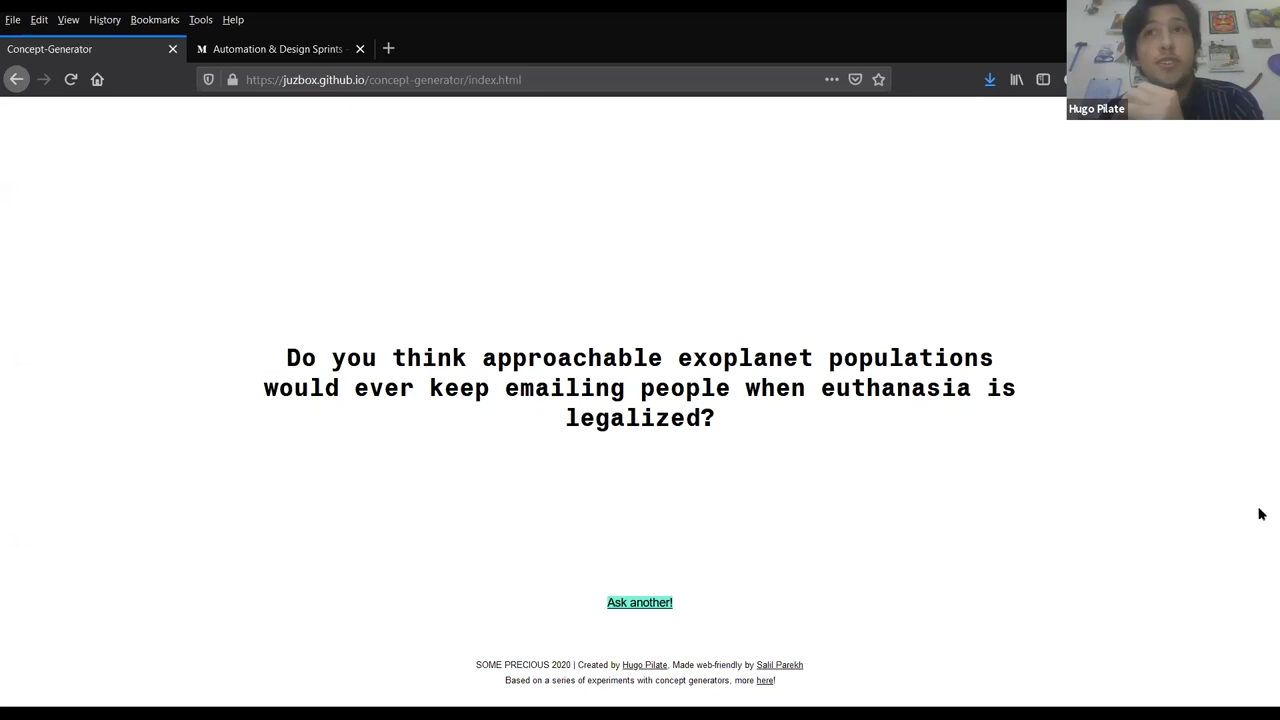 File Edit View History Bookmarks Tools Help
Concept-Generator
M Automation & Design Sprints
https://juzbox.github.io/concept-generator/index.html
Hugo Pilate
Do you think approachable exoplanet populations
would ever keep emailing people when euthanasia is
legalized?
Ask another!
SOME PRECIOUS 2020 | Created by Hugo Pilate, Made web-friendly by Salil Parekh
Based on a series of experiments with concept generators, more here!